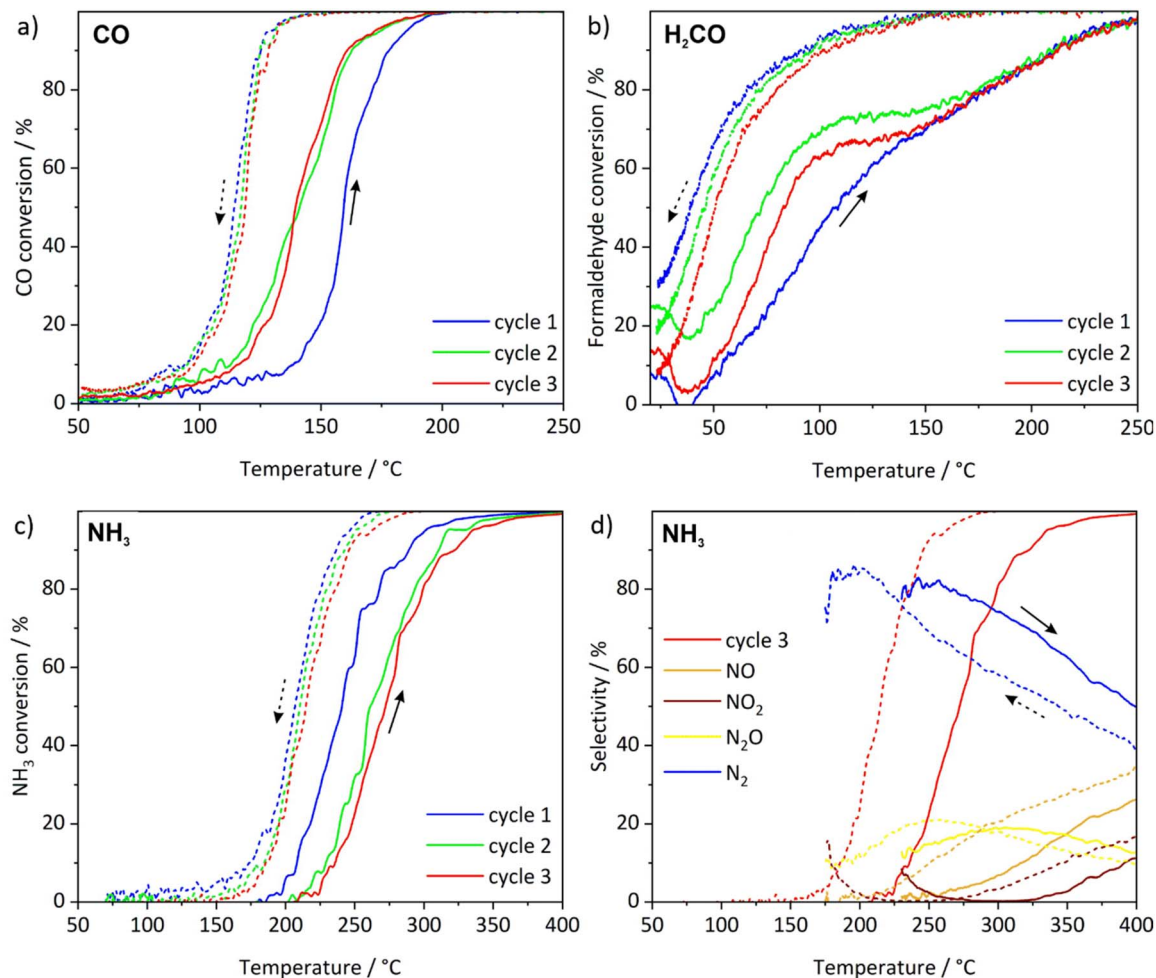 a)
CO
CO conversion / %
80
60
40
20
0
cycle 1
cycle 2
cycle 3
50
100
150
200
250
Temperature / °C
b)
H₂CO
Formaldehyde conversion / %
80
60
40
20
0
cycle 1
cycle 2
cycle 3
50
100
150
200
250
Temperature / °C
c)
NH₃
NH₃ conversion / %
80
60
40
20
0
cycle 1
cycle 2
cycle 3
50
100
150
200
250
300
350
400
Temperature / °C
d)
NH₃
Selectivity / %
80
60
40
20
0
cycle 3
NO
NO₂
N₂O
N₂
50
100
150
200
250
300
350
400
Temperature / °C